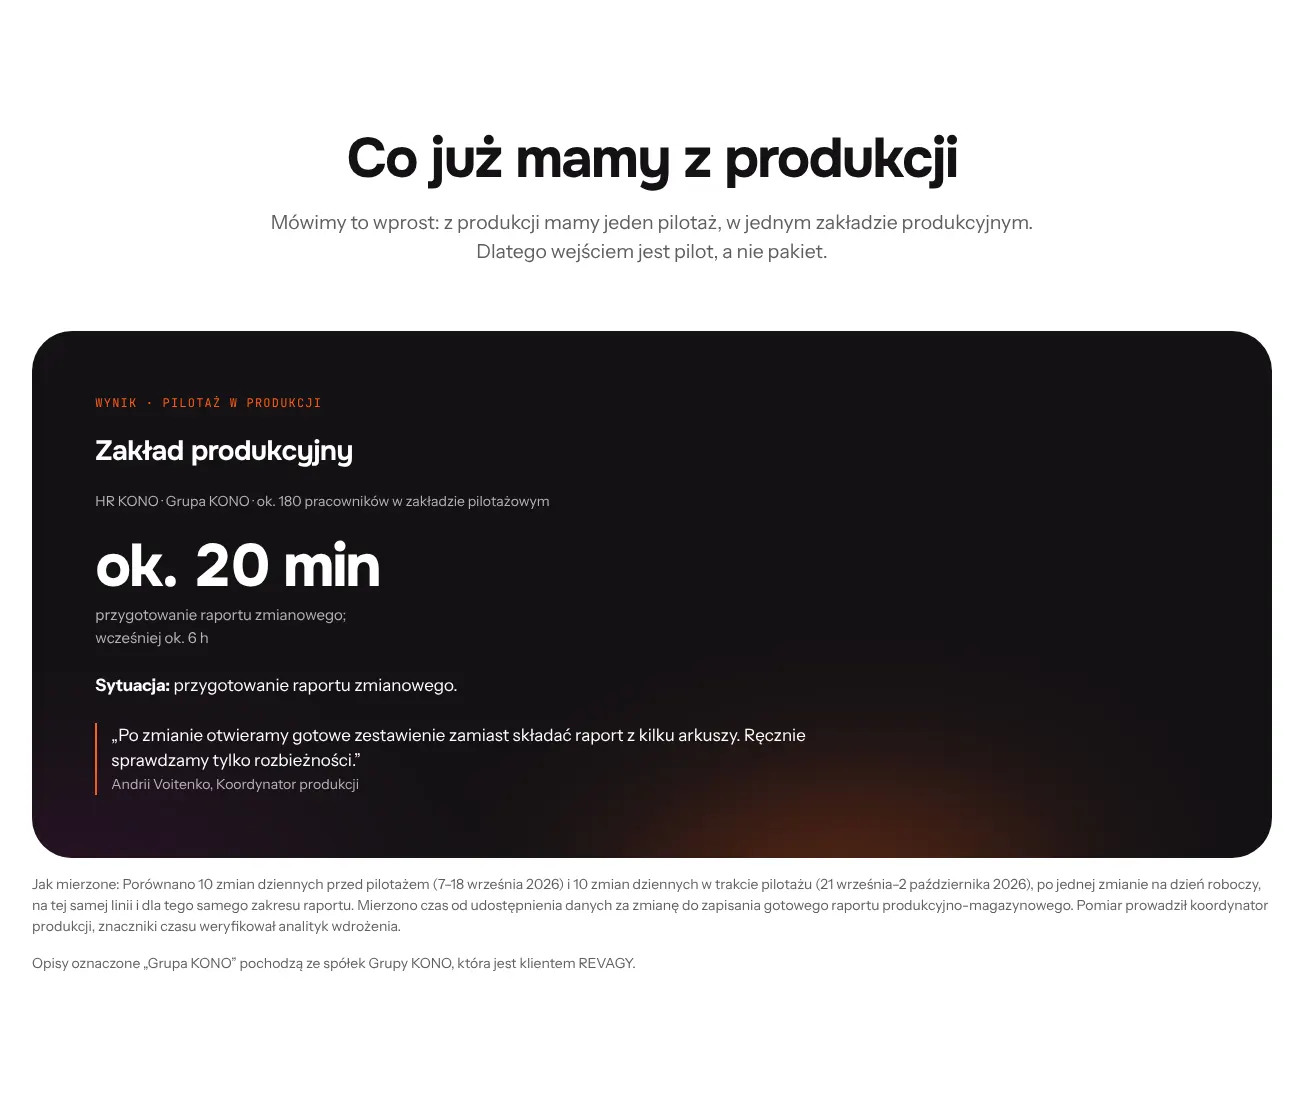 Co już mamy z produkcji
Mówimy to wprost: z produkcji mamy jeden pilotaż, w jednym zakładzie produkcyjnym.
Dlatego wejściem jest pilot, a nie pakiet.
WYNIK · PILOTAŻ W PRODUKCJI
Zakład produkcyjny
HR KONO · Grupa KONO · ok. 180 pracowników w zakładzie pilotażowym
ok. 20 min
przygotowanie raportu zmianowego;
wcześniej ok. 6 h
Sytuacja: przygotowanie raportu zmianowego.
„Po zmianie otwieramy gotowe zestawienie zamiast składać raport z kilku arkuszy. Ręcznie
sprawdzamy tylko rozbieżności.”
Andrii Voitenko, Koordynator produkcji
Jak mierzone: Porównano 10 zmian dziennych przed pilotażem (7–18 września 2026) i 10 zmian dziennych w trakcie pilotażu (21 września–2 października 2026), po jednej zmianie na dzień roboczy,
na tej samej linii i dla tego samego zakresu raportu. Mierzono czas od udostępnienia danych za zmianę do zapisania gotowego raportu produkcyjno-magazynowego. Pomiar prowadził koordynator
produkcji, znaczniki czasu weryfikował analityk wdrożenia.
Opisy oznaczone „Grupa KONO” pochodzą ze spółek Grupy KONO, która jest klientem REVAGY.